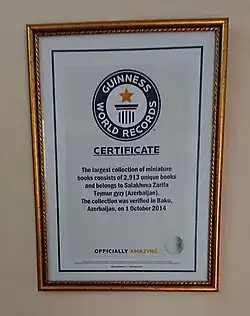 GUINNESS
WORLD RECORDS
CERTIFICATE
The largest collection of miniature
books consists of 2,913 unique books
and belongs to Salakhova Zarifa
Teymur gyzy (Azerbaijan).
The collection was verified in Baku,
Azerbaijan, on 1 October 2014
OFFICIALLY AMAZING